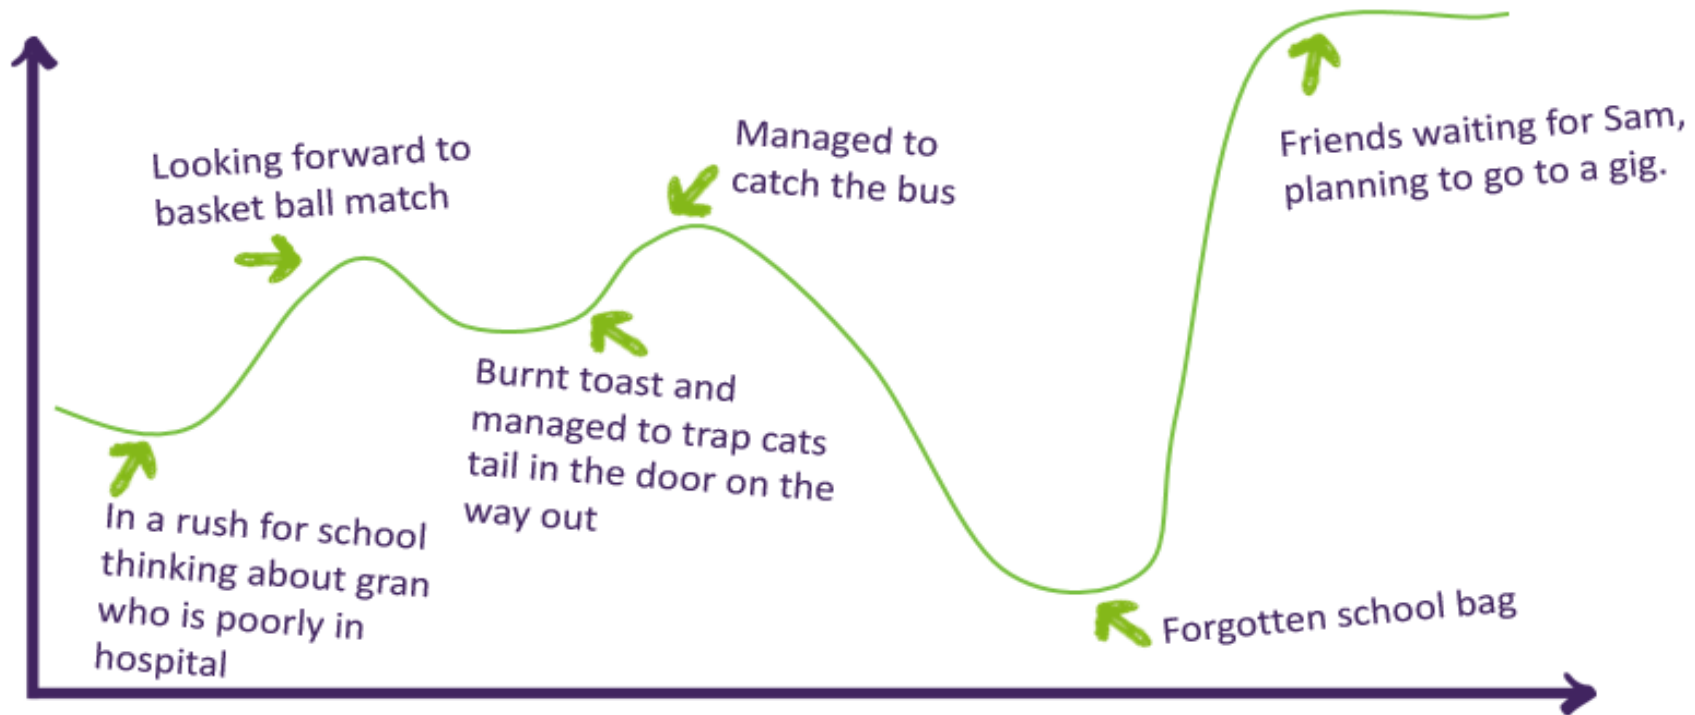 Looking forward to
basket ball match
Managed to
catch the bus
Friends waiting for Sam,
planning to go to a gig.
Burnt toast and
managed to trap cats
tail in the door on the
way out
In a rush for school
thinking about gran
who is poorly in
hospital
Forgotten school bag